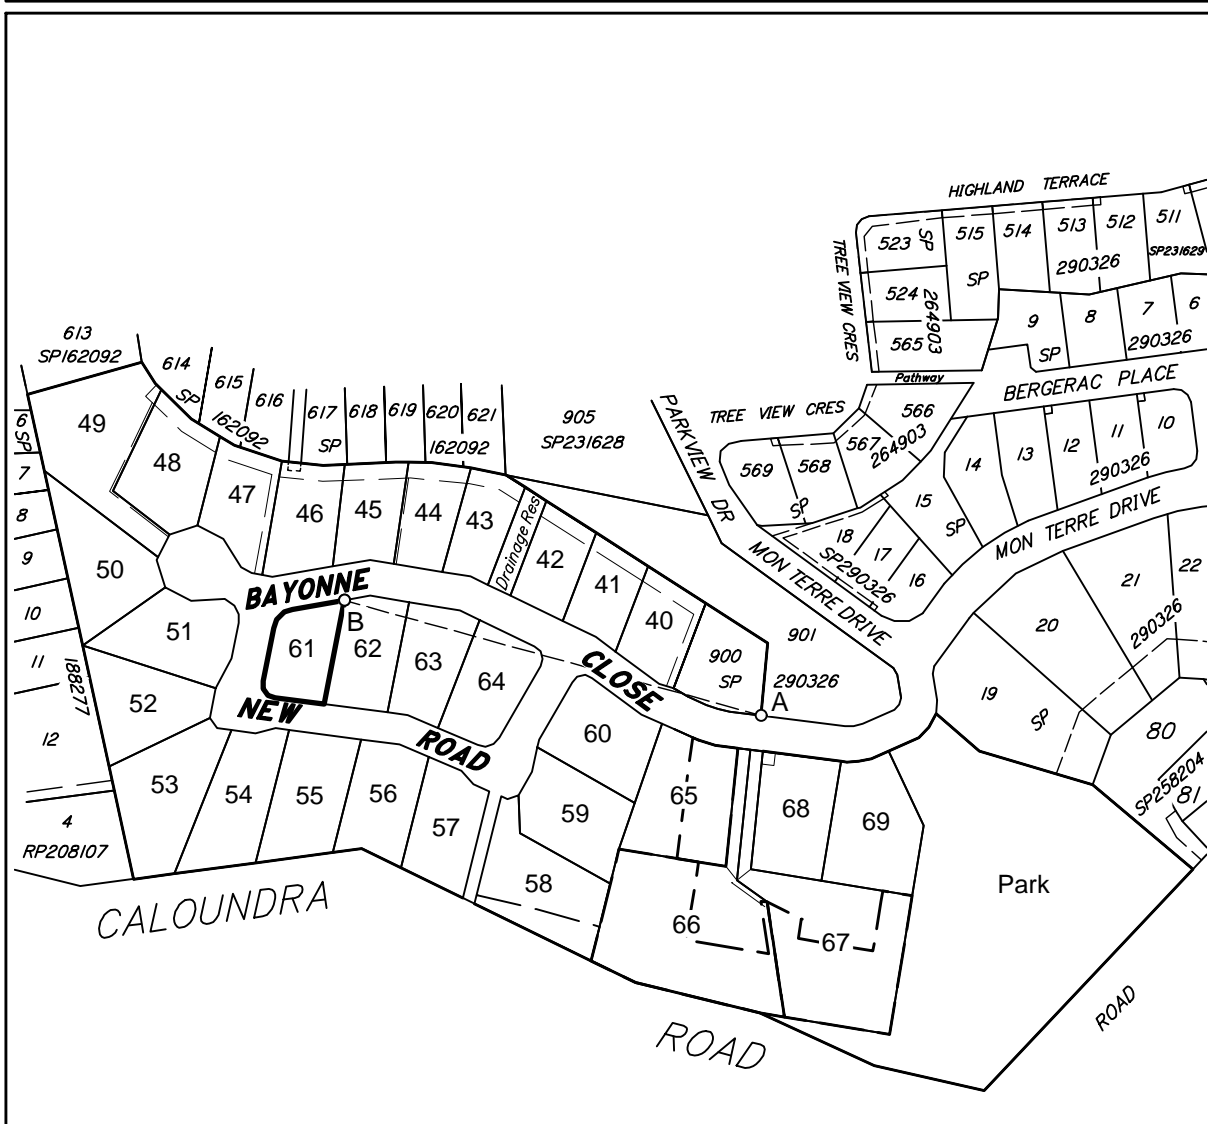 HIGHLAND TERRACE
523
SP
515
514
513
512
511
SP231629
290326
SP
TREE VIEW CRES
524
264903
565
9
8
7
6
SP
290326
Pathway
BERGERAC PLACE
613
SP162092
614
SP
615
616
162092
617
618
619
620
621
SP
162092
905
SP231628
PARKVIEW DR
TREE VIEW CRES
566
567
264903
568
569
SP
14
13
12
11
10
290326
15
SP
MON TERRE DRIVE
18
17
16
SP290326
MON TERRE DRIVE
6
SP
7
8
9
10
11
12
188277
4
RP208107
49
48
47
46
45
44
43
Drainage Res
42
41
40
900
SP
901
290326
A
50
51
52
53
54
55
56
57
58
59
60
BAYONNE
CLOSE
B
61
62
63
64
NEW
ROAD
65
66
67
68
69
19
20
21
22
SP
290326
80
SP258204
81
Park
CALOUNDRA
ROAD
ROAD